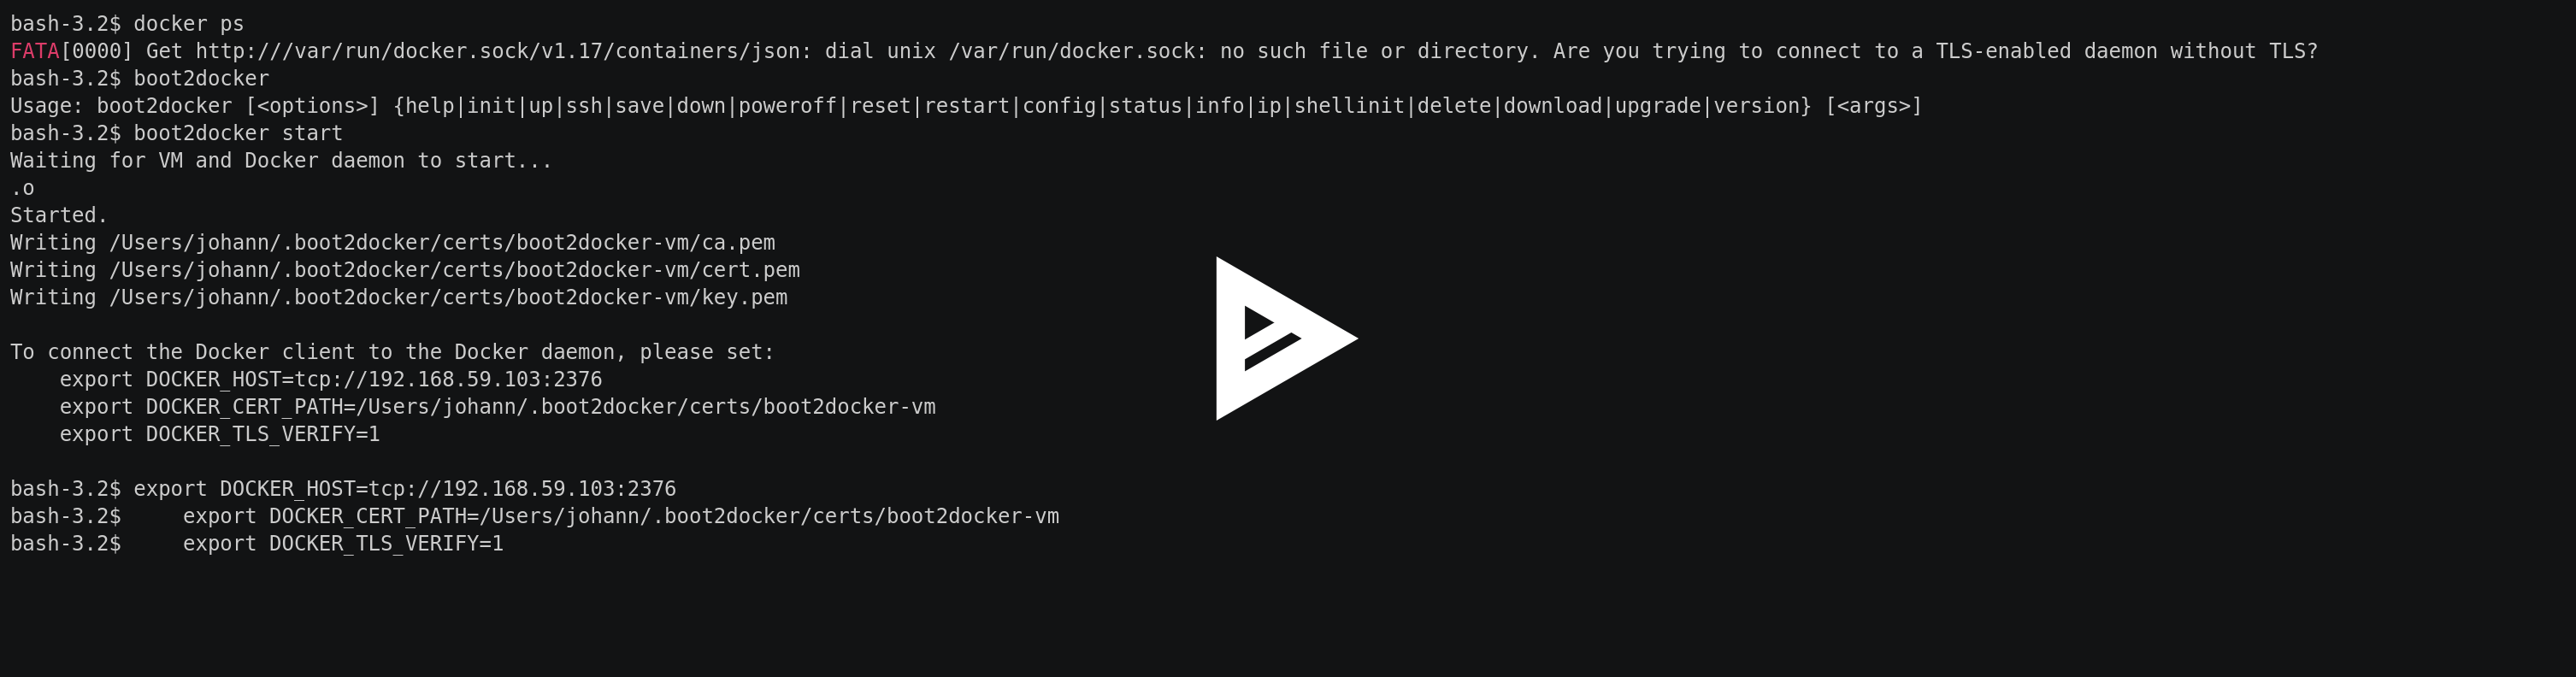 bash-3.2$ docker ps
FATA[0000] Get http:///var/run/docker.sock/v1.17/containers/json: dial unix /var/run/docker.sock: no such file or directory. Are you trying to connect to a TLS-enabled daemon without TLS?
bash-3.2$ boot2docker
Usage: boot2docker [<options>] {help|init|up|ssh|save|down|poweroff|reset|restart|config|status|info|ip|shellinit|delete|download|upgrade|version} [<args>]
bash-3.2$ boot2docker start
Waiting for VM and Docker daemon to start...
.o
Started.
Writing /Users/johann/.boot2docker/certs/boot2docker-vm/ca.pem
Writing /Users/johann/.boot2docker/certs/boot2docker-vm/cert.pem
Writing /Users/johann/.boot2docker/certs/boot2docker-vm/key.pem

To connect the Docker client to the Docker daemon, please set:
    export DOCKER_HOST=tcp://192.168.59.103:2376
    export DOCKER_CERT_PATH=/Users/johann/.boot2docker/certs/boot2docker-vm
    export DOCKER_TLS_VERIFY=1

bash-3.2$ export DOCKER_HOST=tcp://192.168.59.103:2376
bash-3.2$     export DOCKER_CERT_PATH=/Users/johann/.boot2docker/certs/boot2docker-vm
bash-3.2$     export DOCKER_TLS_VERIFY=1